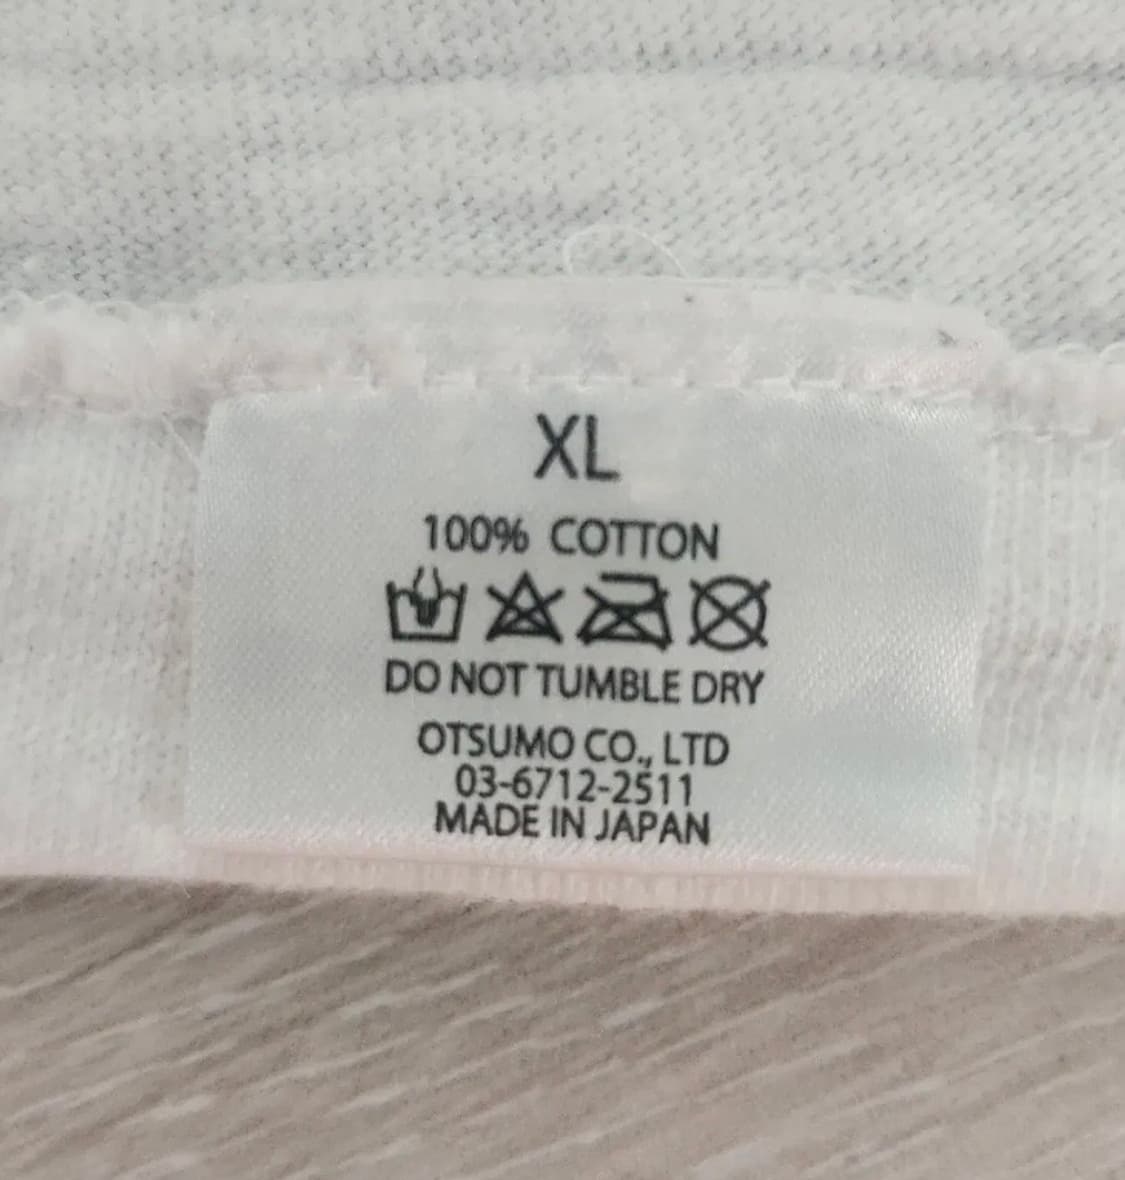 XL
100% COTTON
DO NOT TUMBLE DRY
OTSUMO CO., LTD
03-6712-2511
MADE IN JAPAN